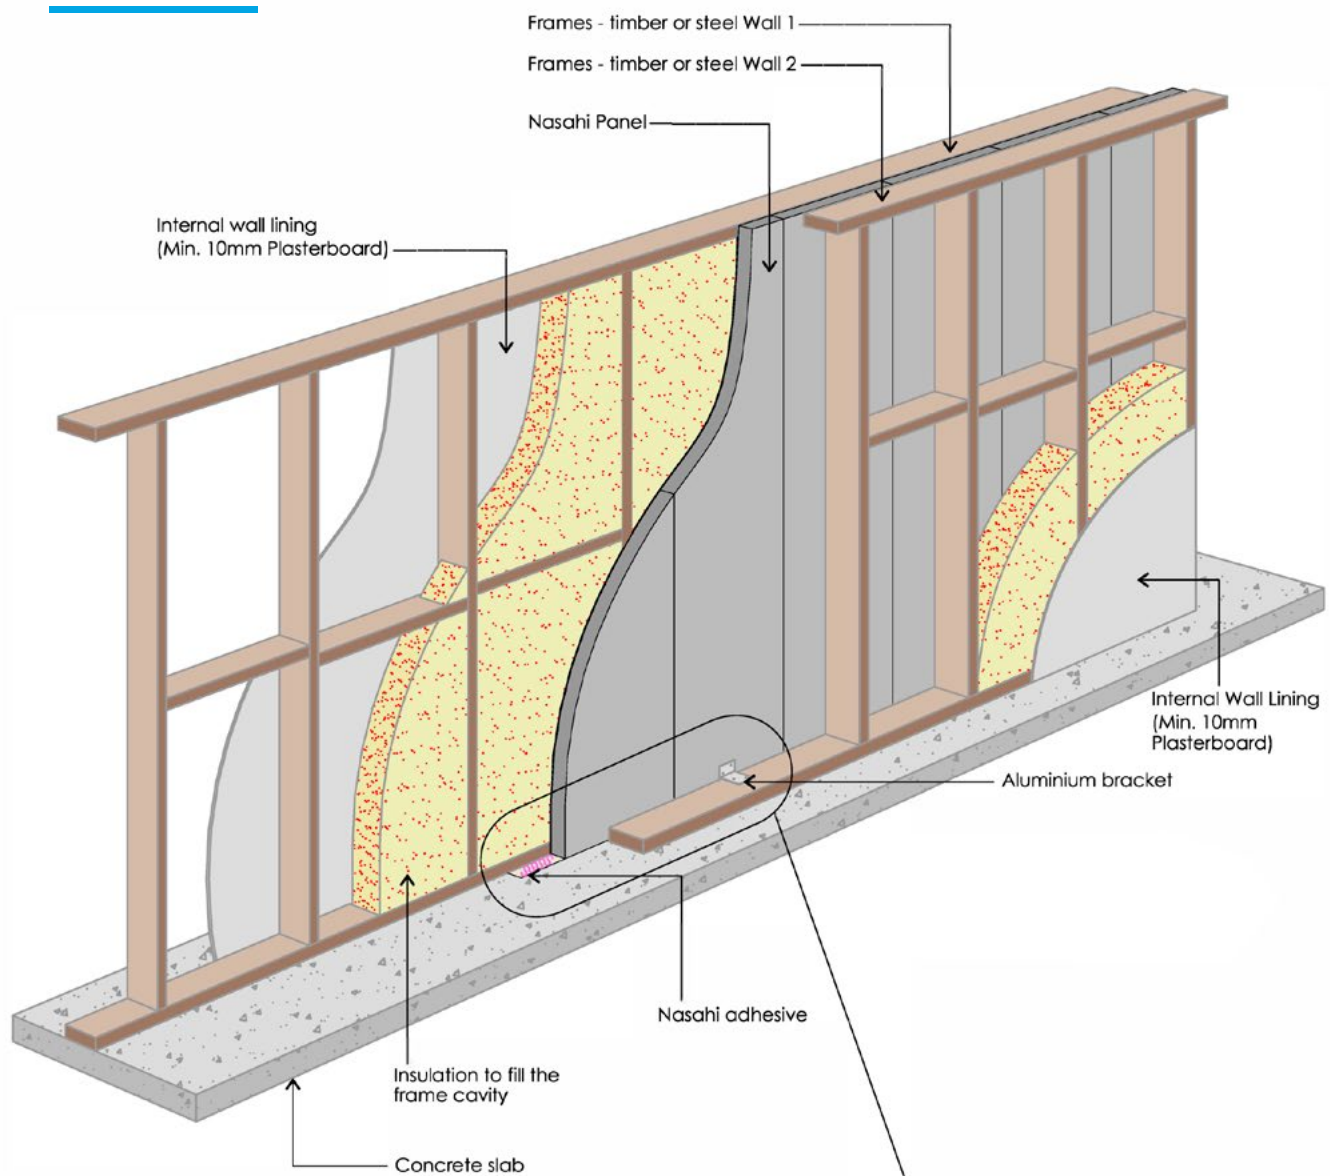 Frames - timber or steel Wall 1
Frames - timber or steel Wall 2
Nasahi Panel
Internal wall lining
(Min. 10mm Plasterboard)
Internal Wall Lining
(Min. 10mm
Plasterboard)
Aluminium bracket
Nasahi adhesive
Insulation to fill the
frame cavity
Concrete slab